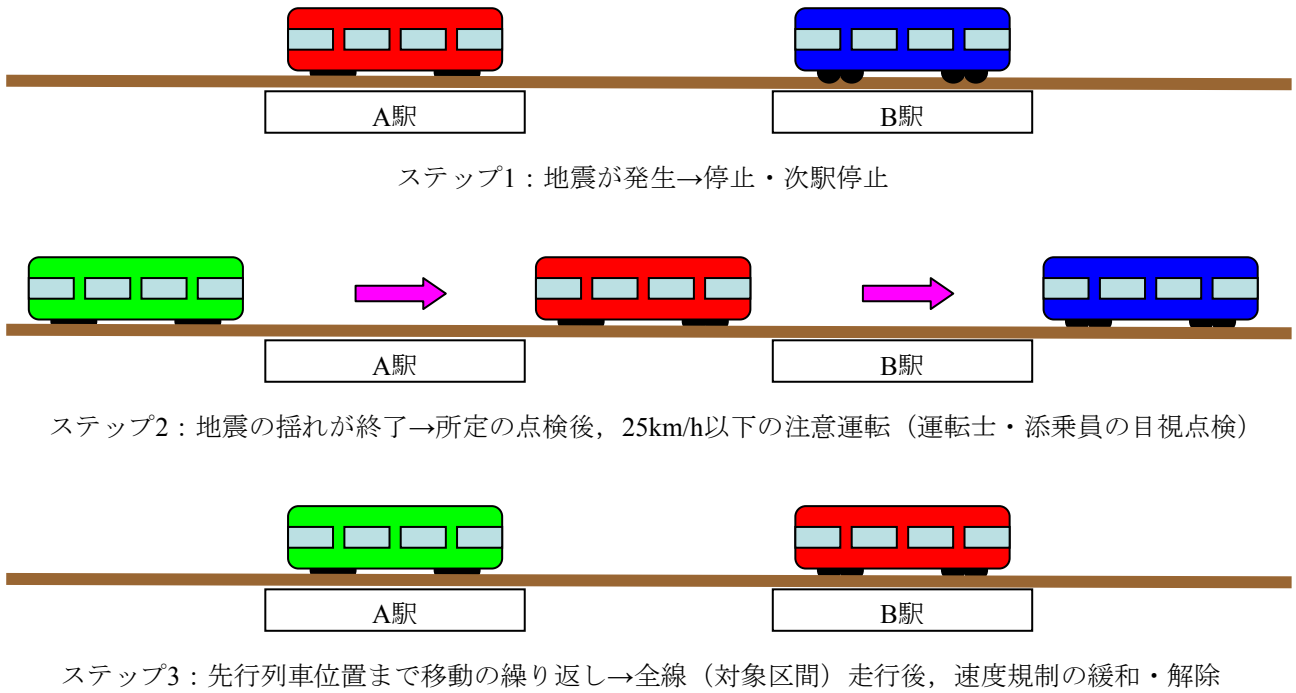 A駅
B駅
ステップ1：地震が発生→停止・次駅停止
A駅
B駅
ステップ2：地震の揺れが終了→所定の点検後，25km/h以下の注意運転（運転士・添乗員の目視点検）
A駅
B駅
ステップ3：先行列車位置まで移動の繰り返し→全線（対象区間）走行後，速度規制の緩和・解除